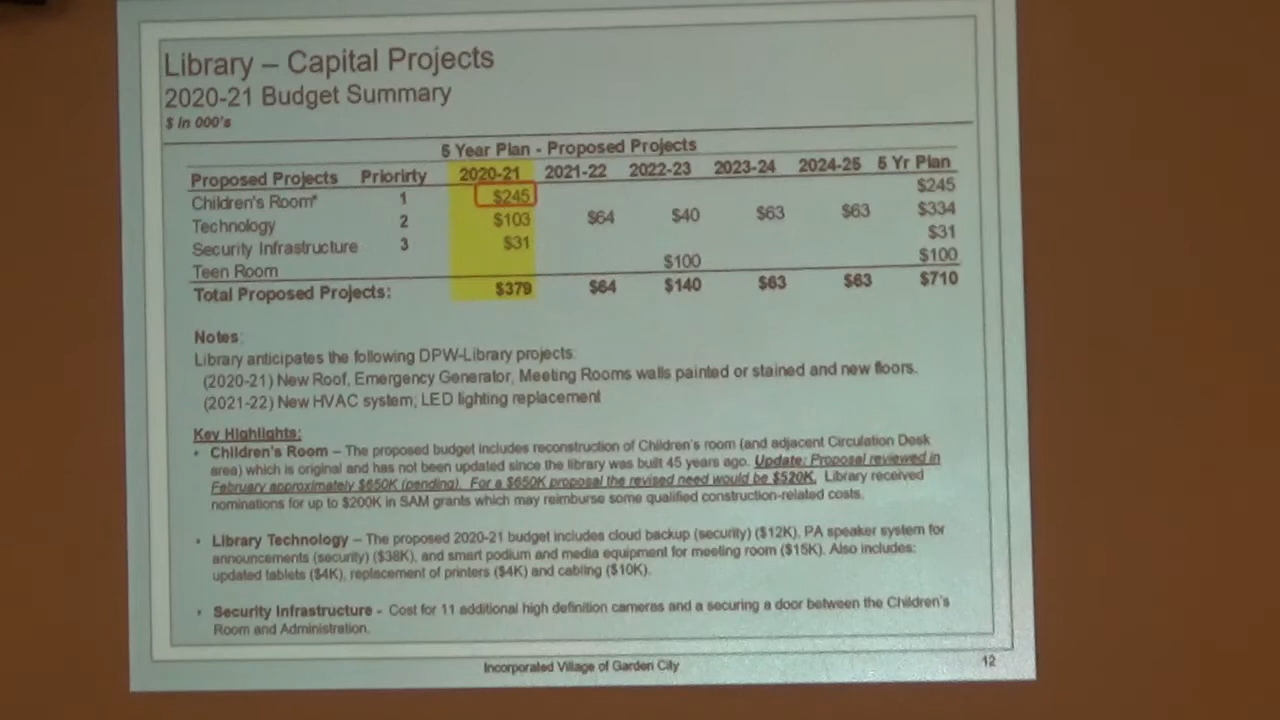 Library – Capital Projects
2020-21 Budget Summary
$ In 000's
5 Year Plan - Proposed Projects
Proposed Projects Priorirty 2020-21 2021-22 2022-23 2023-24 2024-25 5 Yr Plan
Children's Room* 1 $245 $245
Technology 2 $103 $64 $40 $63 $63 $334
Security Infrastructure 3 $31 $31
Teen Room $100 $100
Total Proposed Projects: $379 $64 $140 $63 $63 $710
Notes:
Library anticipates the following DPW-Library projects:
(2020-21) New Roof, Emergency Generator, Meeting Rooms walls painted or stained and new floors.
(2021-22) New HVAC system; LED lighting replacement
Key Highlights:
• Children's Room – The proposed budget includes reconstruction of Children's room (and adjacent Circulation Desk
area) which is original and has not been updated since the library was built 45 years ago. Update: Proposal reviewed in
February approximately $650K (pending). For a $650K proposal the revised need would be $520K. Library received
nominations for up to $200K in SAM grants which may reimburse some qualified construction-related costs.
• Library Technology – The proposed 2020-21 budget includes cloud backup (security) ($12K), PA speaker system for
announcements (security) ($38K), and smart podium and media equipment for meeting room ($15K). Also includes:
updated tablets ($4K), replacement of printers ($4K) and cabling ($10K).
• Security Infrastructure - Cost for 11 additional high definition cameras and a securing a door between the Children's
Room and Administration.
Incorporated Village of Garden City
12